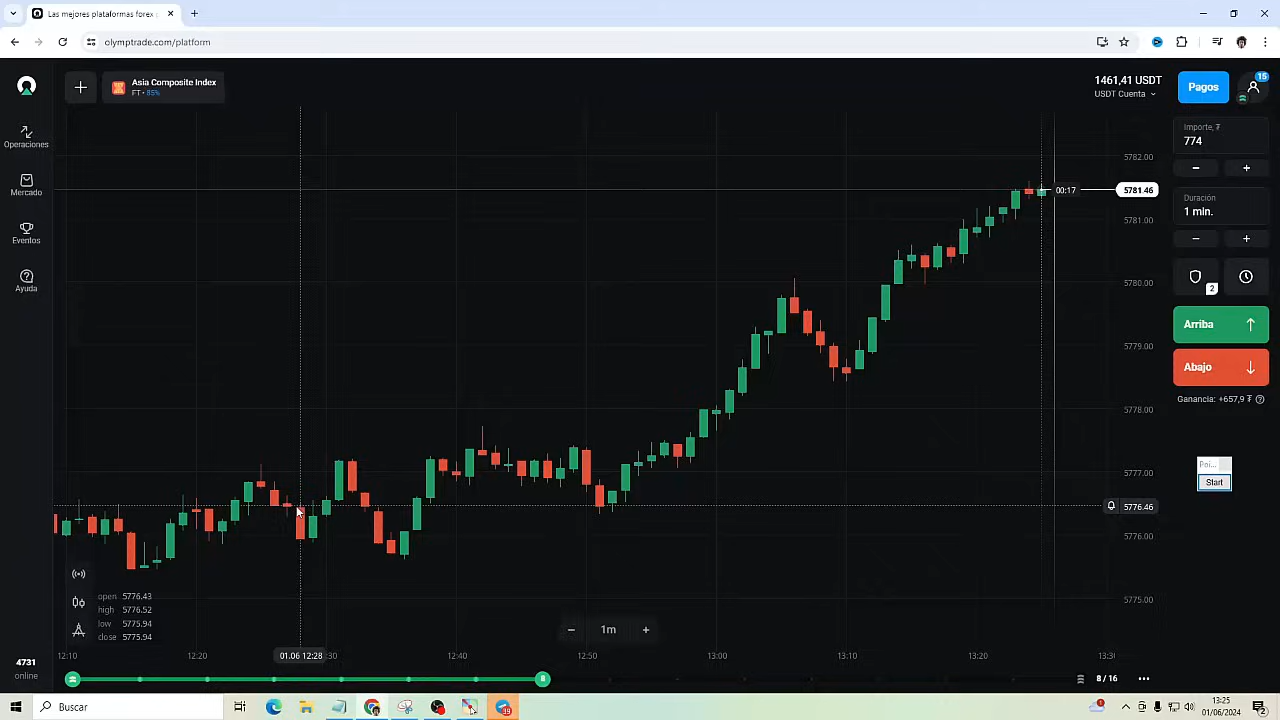 Las mejores plataformas forex
olymptrade.com/platform
Asia Composite Index
FT • 85%
1461,41 USDT
USDT Cuenta
Pagos
15
Operaciones
Mercado
Eventos
Ayuda
Importe, ₮
774
Duración
1 min.
2
Arriba
Abajo
Ganancia: +657,9 ₮
Poi...
Start
5782.00
00:17
5781.46
5781.00
5780.00
5779.00
5778.00
5777.00
5776.46
5776.00
5775.00
open 5776.43
high 5776.52
low 5775.94
close 5775.94
1m
12:10
12:20
01.06 12:28
:30
12:40
12:50
13:00
13:10
13:20
8 / 16
4731
online
Buscar
19
13:25
01/06/2024
2